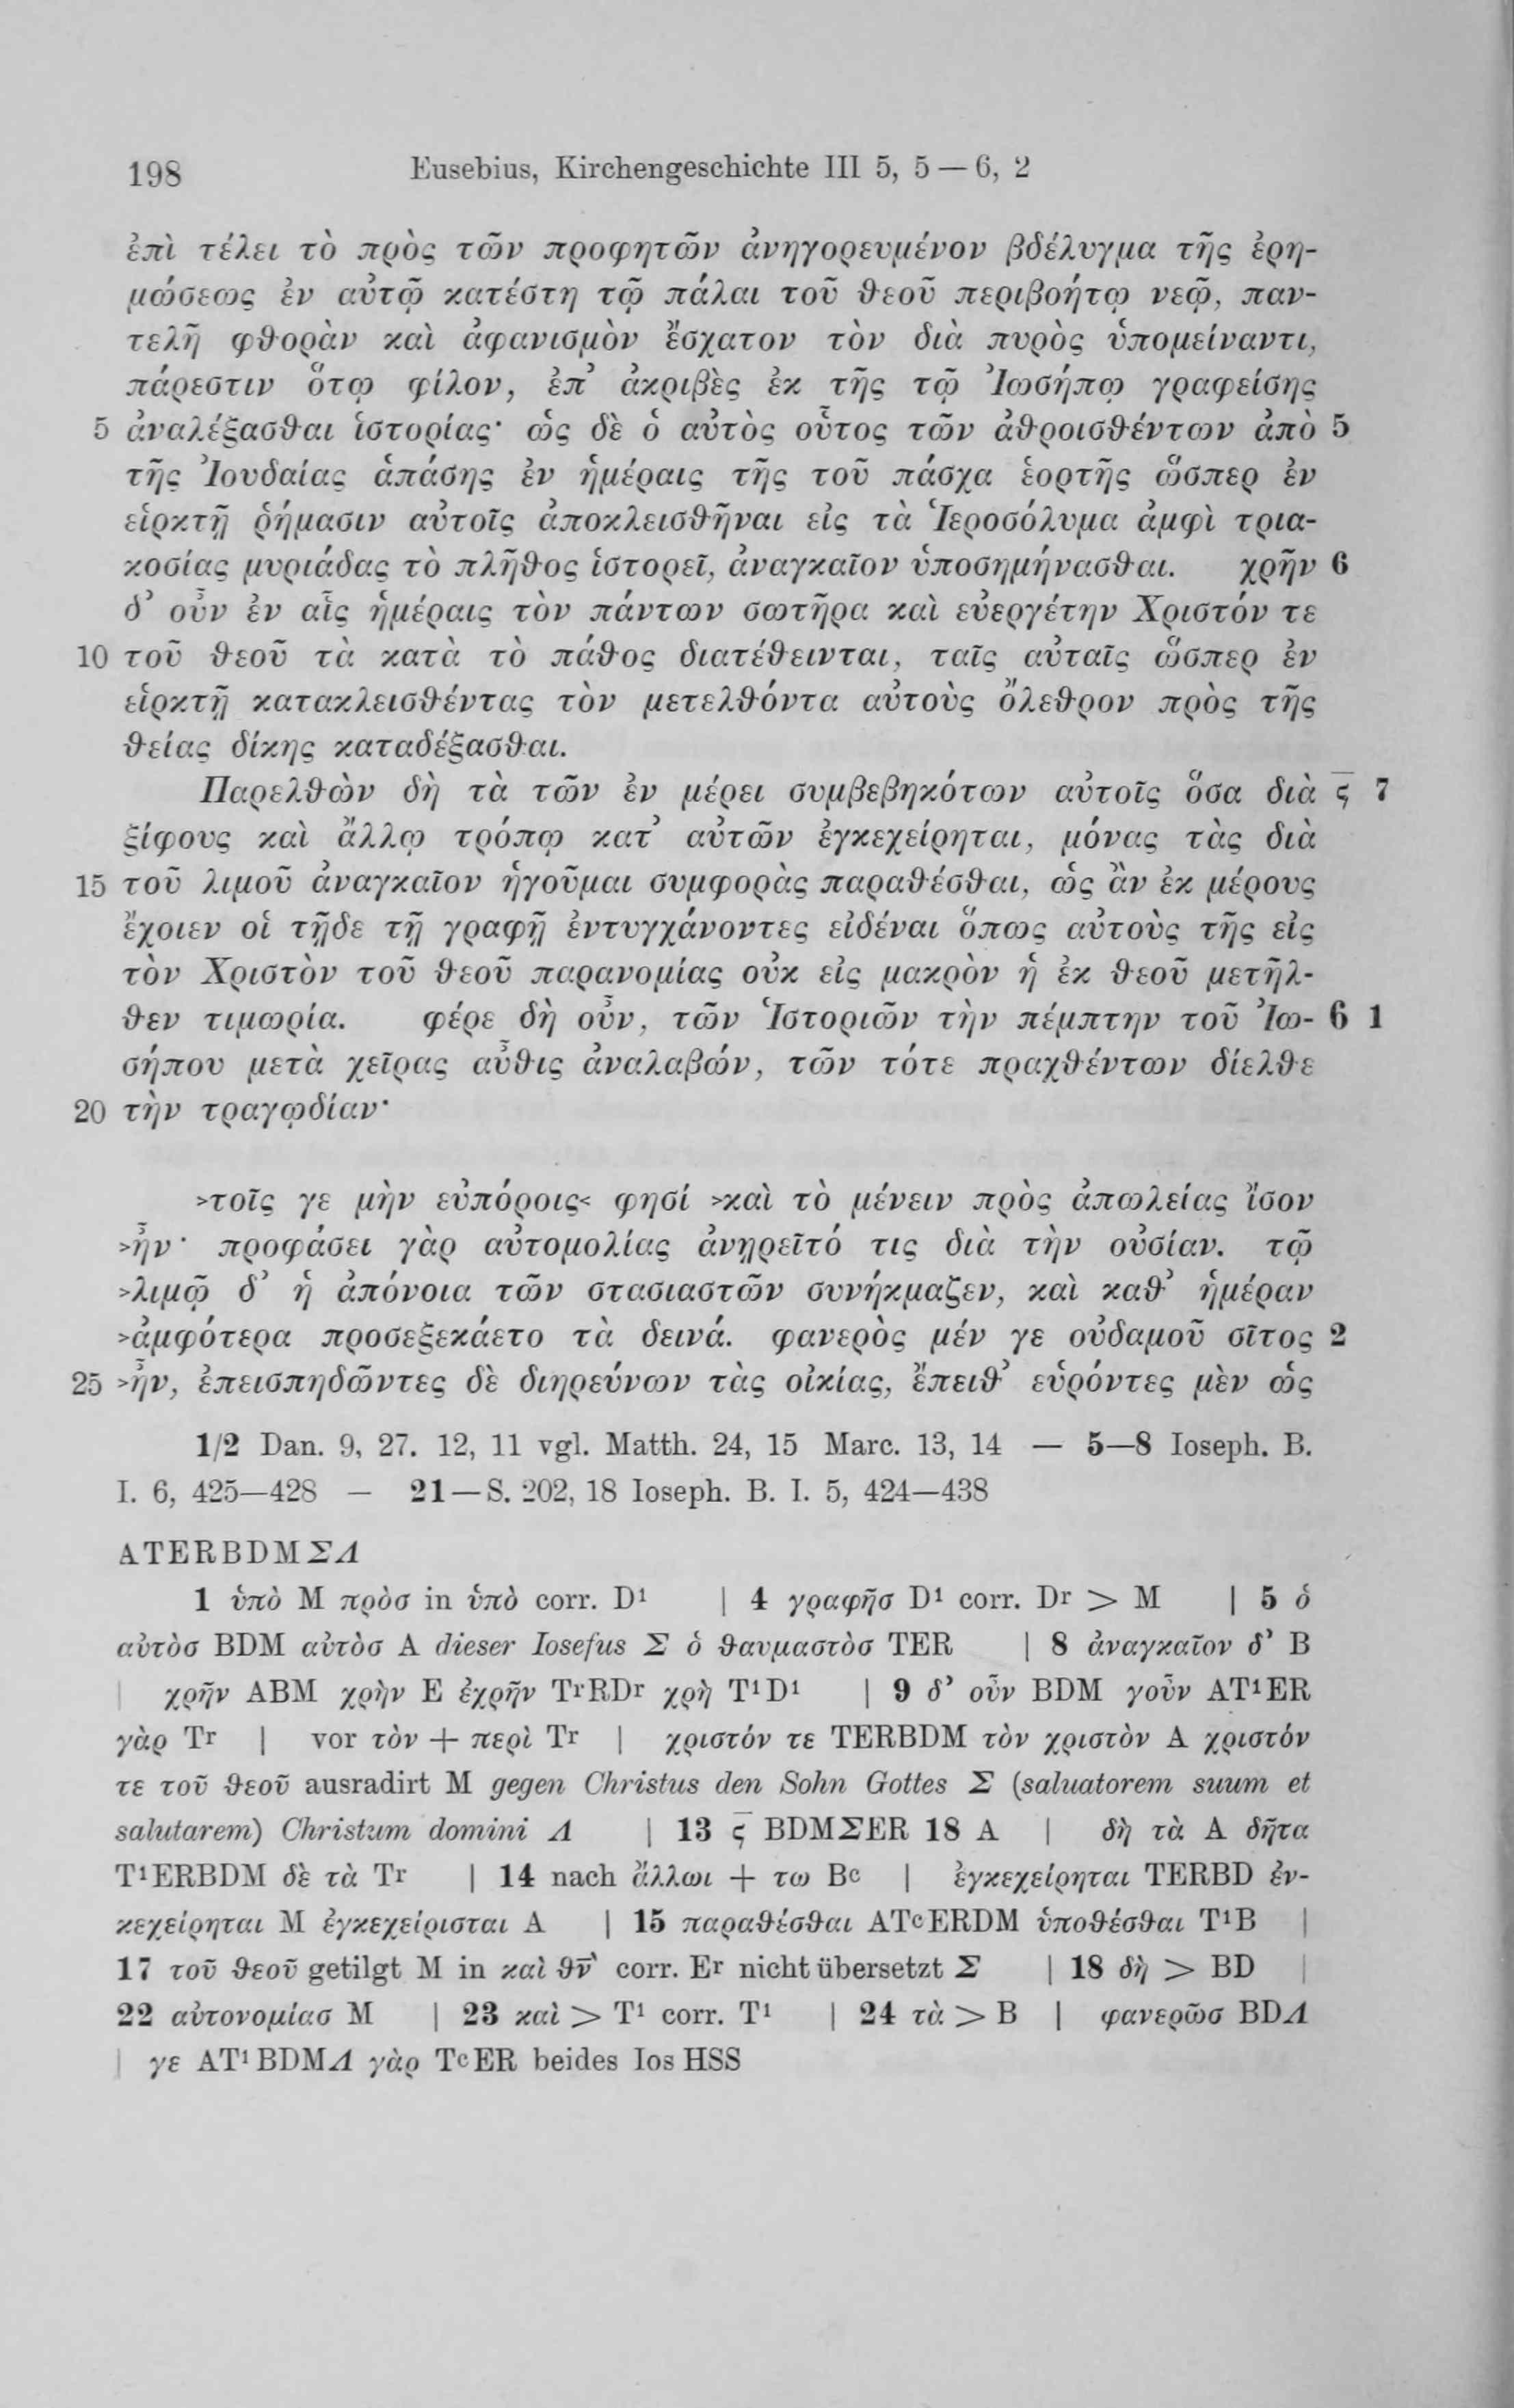 198 Eusebius, Kirchengeschichte III 5, 5 — 6, 2
ἐπὶ τέλει τὸ πρὸς τῶν προφητῶν ἀνηγορευμένον βδέλυγμα τῆς ἐρη-
μώσεως ἐν αὐτῷ κατέστη τῷ πάλαι τοῦ θεοῦ περιβοήτῳ νεῴ, παν-
τελῆ φθορὰν καὶ ἀφανισμὸν ἔσχατον τὸν διὰ πυρὸς ὑπομείναντι,
πάρεστιν ὅτῳ φίλον, ἐπ’ ἀκριβὲς ἐκ τῆς τῷ Ἰωσήπῳ γραφείσης
5 ἀναλέξασθαι ἱστορίας· ὡς δὲ ὁ αὐτὸς οὗτος τῶν ἀθροισθέντων ἀπὸ 5
τῆς Ἰουδαίας ἁπάσης ἐν ἡμέραις τῆς τοῦ πάσχα ἑορτῆς ὥσπερ ἐν
εἱρκτῇ ῥήμασιν αὐτοῖς ἀποκλεισθῆναι εἰς τὰ Ἱεροσόλυμα ἀμφὶ τρια-
κοσίας μυριάδας τὸ πλῆθος ἱστορεῖ, ἀναγκαῖον ὑποσημήνασθαι. χρῆν 6
δ’ οὖν ἐν αἷς ἡμέραις τὸν πάντων σωτῆρα καὶ εὐεργέτην Χριστόν τε
10 τοῦ θεοῦ τὰ κατὰ τὸ πάθος διατέθεινται, ταῖς αὐταῖς ὥσπερ ἐν
εἱρκτῇ κατακλεισθέντας τὸν μετελθόντα αὐτοὺς ὄλεθρον πρὸς τῆς
θείας δίκης καταδέξασθαι.
Παρελθὼν δὴ τὰ τῶν ἐν μέρει συμβεβηκότων αὐτοῖς ὅσα διὰ ϛ̅ 7
ξίφους καὶ ἄλλῳ τρόπῳ κατ’ αὐτῶν ἐγκεχείρηται, μόνας τὰς διὰ
15 τοῦ λιμοῦ ἀναγκαῖον ἡγοῦμαι συμφορὰς παραθέσθαι, ὡς ἂν ἐκ μέρους
ἔχοιεν οἱ τῇδε τῇ γραφῇ ἐντυγχάνοντες εἰδέναι ὅπως αὐτοὺς τῆς εἰς
τὸν Χριστὸν τοῦ θεοῦ παρανομίας οὐκ εἰς μακρὸν ἡ ἐκ θεοῦ μετῆλ-
θεν τιμωρία. φέρε δὴ οὖν, τῶν Ἱστοριῶν τὴν πέμπτην τοῦ Ἰω- 6 1
σήπου μετὰ χεῖρας αὖθις ἀναλαβών, τῶν τότε πραχθέντων δίελθε
20 τὴν τραγῳδίαν·
>τοῖς γε μὴν εὐπόροις< φησί >καὶ τὸ μένειν πρὸς ἀπωλείας ἴσον
>ἦν· προφάσει γὰρ αὐτομολίας ἀνῃρεῖτό τις διὰ τὴν οὐσίαν. τῷ
>λιμῷ δ’ ἡ ἀπόνοια τῶν στασιαστῶν συνήκμαζεν, καὶ καθ’ ἡμέραν
>ἀμφότερα προσεξεκάετο τὰ δεινά. φανερὸς μέν γε οὐδαμοῦ σῖτος 2
25 >ἦν, ἐπεισπηδῶντες δὲ διηρεύνων τὰς οἰκίας, ἔπειθ’ εὑρόντες μὲν ὡς
1/2 Dan. 9, 27. 12, 11 vgl. Matth. 24, 15 Marc. 13, 14 — 5—8 Ioseph. B.
I. 6, 425—428 — 21—S. 202, 18 Ioseph. B. I. 5, 424—438
ATERBDMΣΛ
1 ὑπὸ M πρὸσ in ὑπὸ corr. D¹ | 4 γραφῆσ D¹ corr. Dʳ > M | 5 ὁ
αὐτὸσ BDM αὐτὸσ A dieser Iosefus Σ ὁ θαυμαστὸσ TER | 8 ἀναγκαῖον δ’ B
| χρῆν ABM χρὴν E ἐχρῆν TʳRDʳ χρὴ T¹D¹ | 9 δ’ οὖν BDM γοῦν AT¹ER
γὰρ Tʳ | vor τὸν + περὶ Tʳ | χριστόν τε TERBDM τὸν χριστὸν A χριστόν
τε τοῦ θεοῦ ausradirt M gegen Christus den Sohn Gottes Σ (saluatorem suum et
salutarem) Christum domini Λ | 13 ϛ̅ BDMΣER 18 A | δὴ τὰ A δῆτα
T¹ERBDM δὲ τὰ Tʳ | 14 nach ἄλλωι + τω Bᶜ | ἐγκεχείρηται TERBD ἐν-
κεχείρηται M ἐγκεχείρισται A | 15 παραθέσθαι ATᶜERDM ὑποθέσθαι T¹B |
17 τοῦ θεοῦ getilgt M in καὶ θῡ corr. Eʳ nicht übersetzt Σ | 18 δὴ > BD |
22 αὐτονομίασ M | 23 καὶ > T¹ corr. T¹ | 24 τὰ > B | φανερῶσ BDΛ
| γε AT¹BDMΛ γὰρ TᶜER beides Ios HSS